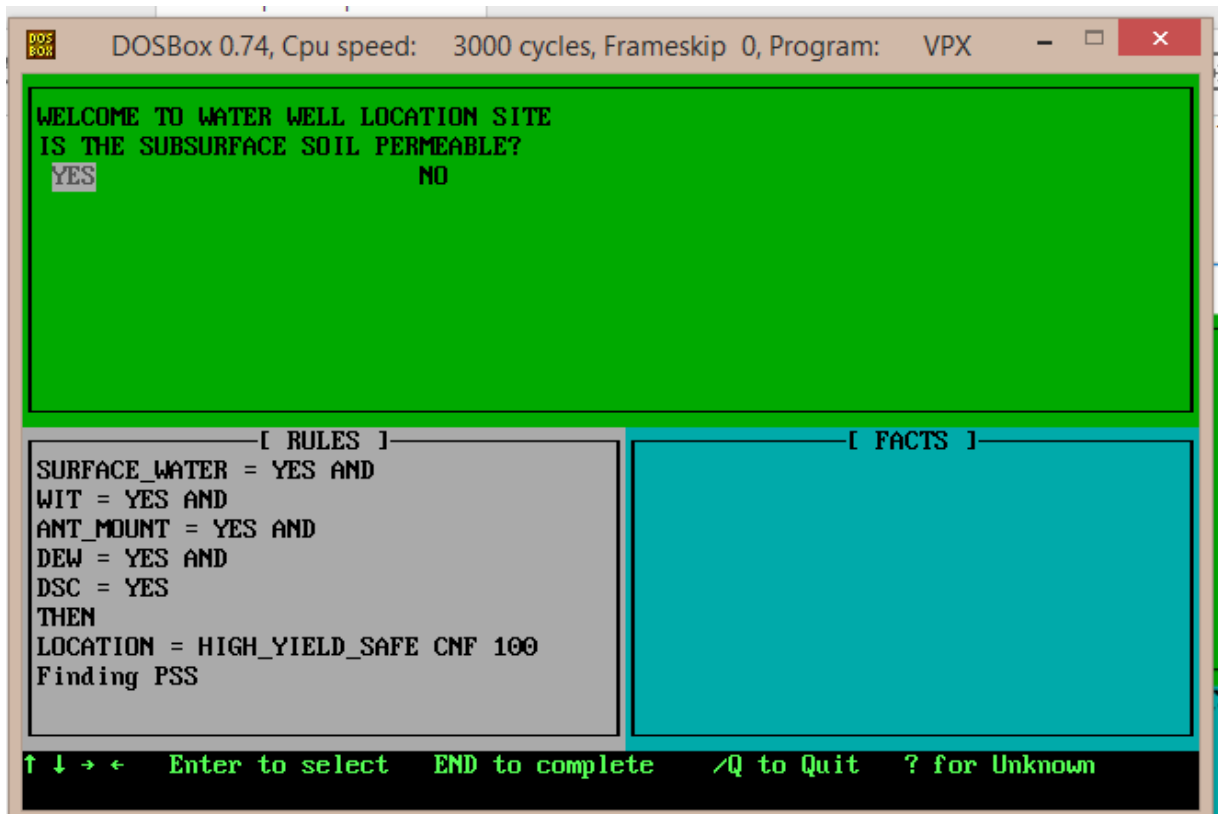 DOS BOX
DOSBox 0.74, Cpu speed: 3000 cycles, Frameskip 0, Program: VPX
WELCOME TO WATER WELL LOCATION SITE
IS THE SUBSURFACE SOIL PERMEABLE?
YES NO
[ RULES ]
SURFACE_WATER = YES AND
WIT = YES AND
ANT_MOUNT = YES AND
DEW = YES AND
DSC = YES
THEN
LOCATION = HIGH_YIELD_SAFE CNF 100
Finding PSS
[ FACTS ]
↑ ↓ → ← Enter to select END to complete /Q to Quit ? for Unknown